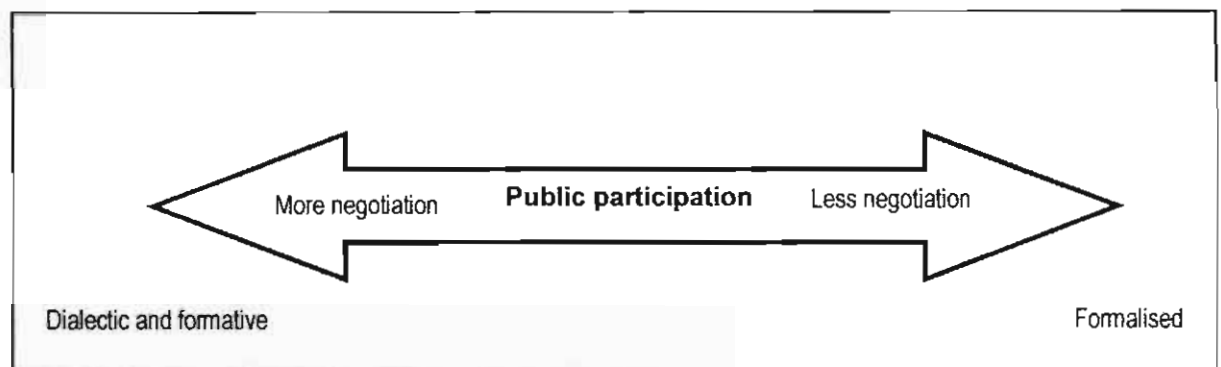 More negotiation Public participation Less negotiation
Dialectic and formative Formalised